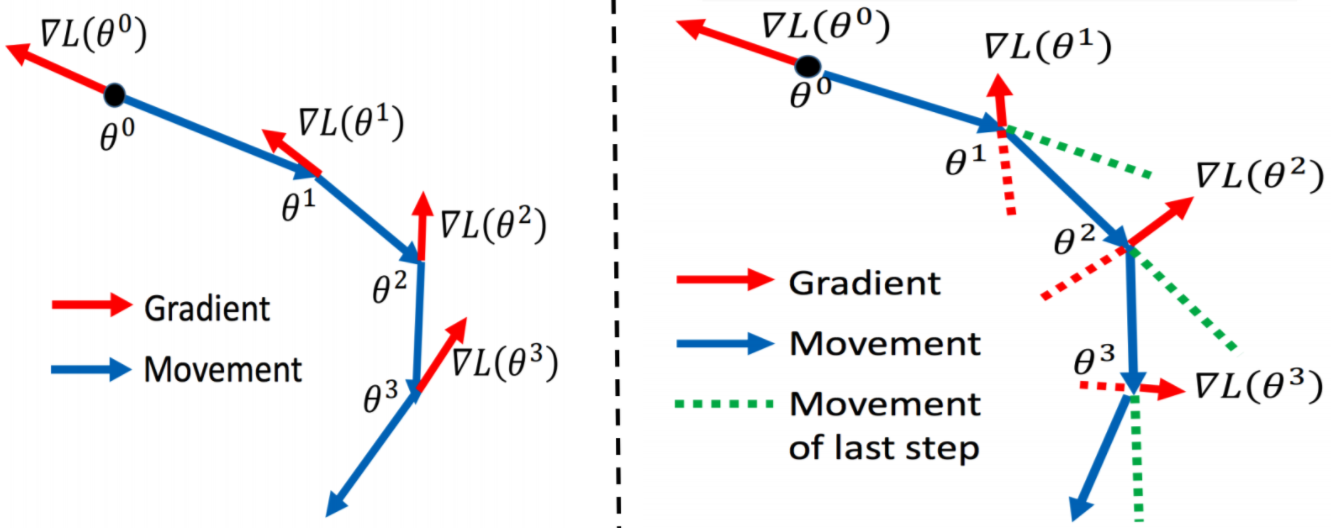 ∇L(θ⁰)
θ⁰
∇L(θ¹)
θ¹
∇L(θ²)
θ²
∇L(θ³)
θ³
Gradient
Movement
∇L(θ⁰)
θ⁰
∇L(θ¹)
θ¹
∇L(θ²)
θ²
∇L(θ³)
θ³
Gradient
Movement
Movement
of last step